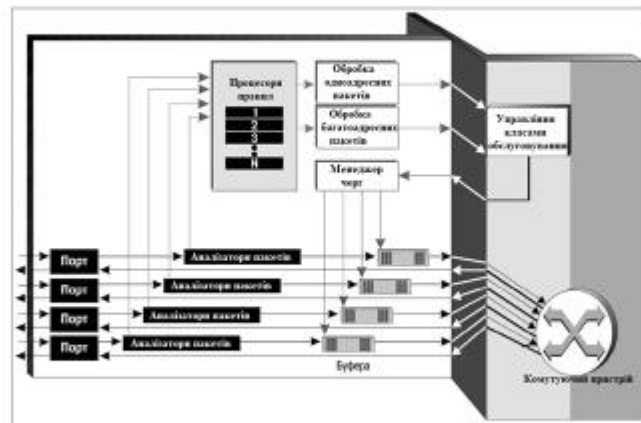 Процесори
правил
1
2
3
N
Обробка
одноадресних
пакетів
Обробка
багатоадресних
пакетів
Менеджер
черг
Управління
класами
обслуговування
Порт
Аналізатори пакетів
Порт
Аналізатори пакетів
Порт
Аналізатори пакетів
Порт
Аналізатори пакетів
Буфера
Комутуючий пристрій